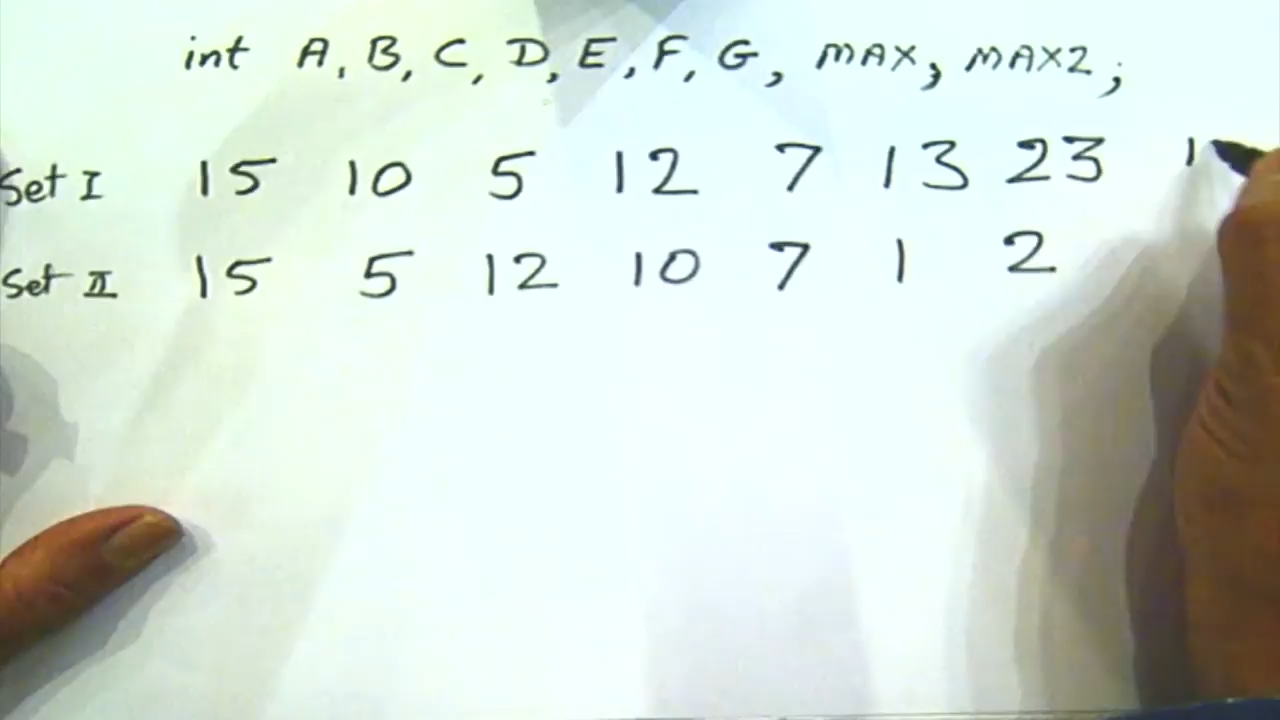 int A, B, C, D, E, F, G, MAX, MAX2;
Set I 15 10 5 12 7 13 23 1
Set II 15 5 12 10 7 1 2